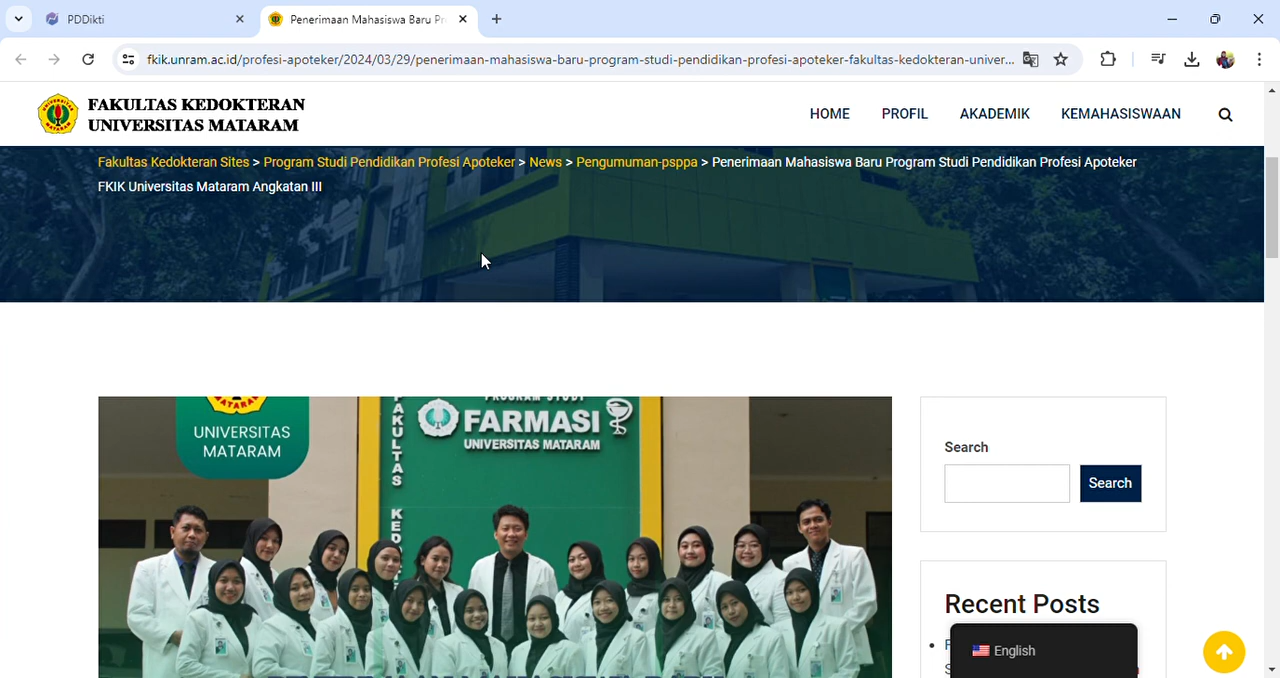 PDDikti
Penerimaan Mahasiswa Baru Pr
fkik.unram.ac.id/profesi-apoteker/2024/03/29/penerimaan-mahasiswa-baru-program-studi-pendidikan-profesi-apoteker-fakultas-kedokteran-univer...
FAKULTAS KEDOKTERAN
UNIVERSITAS MATARAM
HOME PROFIL AKADEMIK KEMAHASISWAAN
Fakultas Kedokteran Sites > Program Studi Pendidikan Profesi Apoteker > News > Pengumuman-psppa > Penerimaan Mahasiswa Baru Program Studi Pendidikan Profesi Apoteker
FKIK Universitas Mataram Angkatan III
UNIVERSITAS
MATARAM
FAKULTAS
PROGRAM STUDI
FARMASI
UNIVERSITAS MATARAM
Search
Search
Recent Posts
English